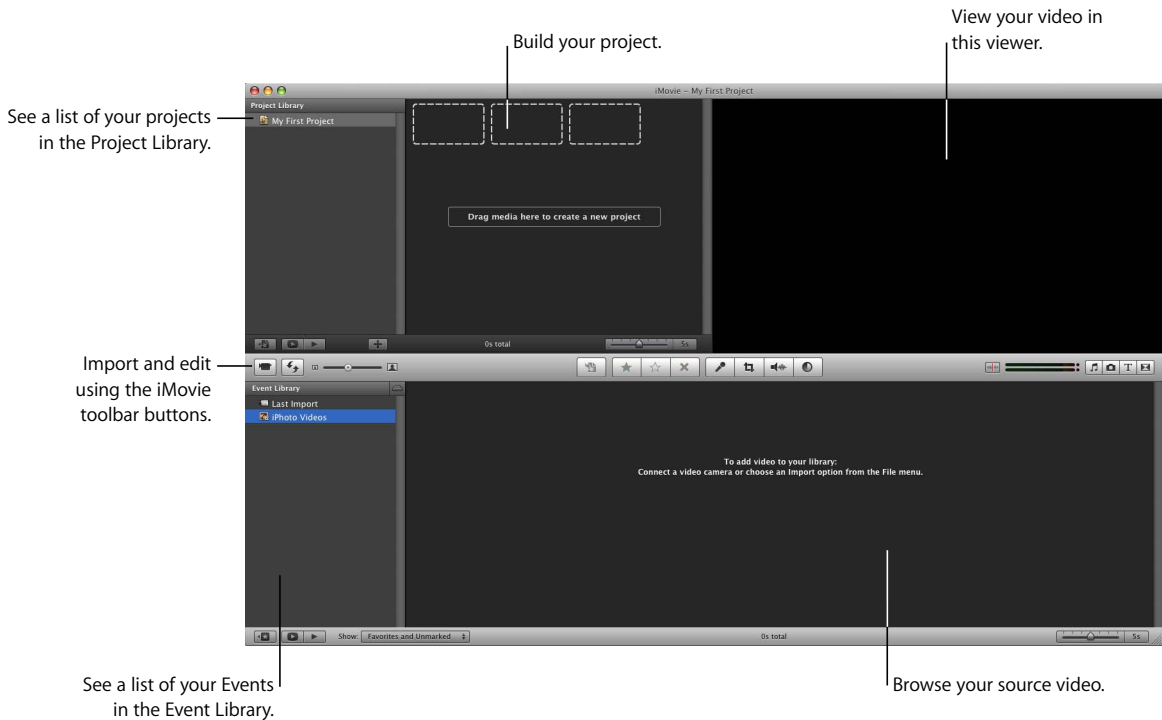 View your video in
this viewer.
Build your project.
iMovie – My First Project
See a list of your projects
in the Project Library.
Project Library
My First Project
Drag media here to create a new project
0s total
5s
Import and edit
using the iMovie
toolbar buttons.
T
Event Library
Last Import
iPhoto Videos
To add video to your library:
Connect a video camera or choose an Import option from the File menu.
Show: Favorites and Unmarked
0s total
5s
See a list of your Events
in the Event Library.
Browse your source video.